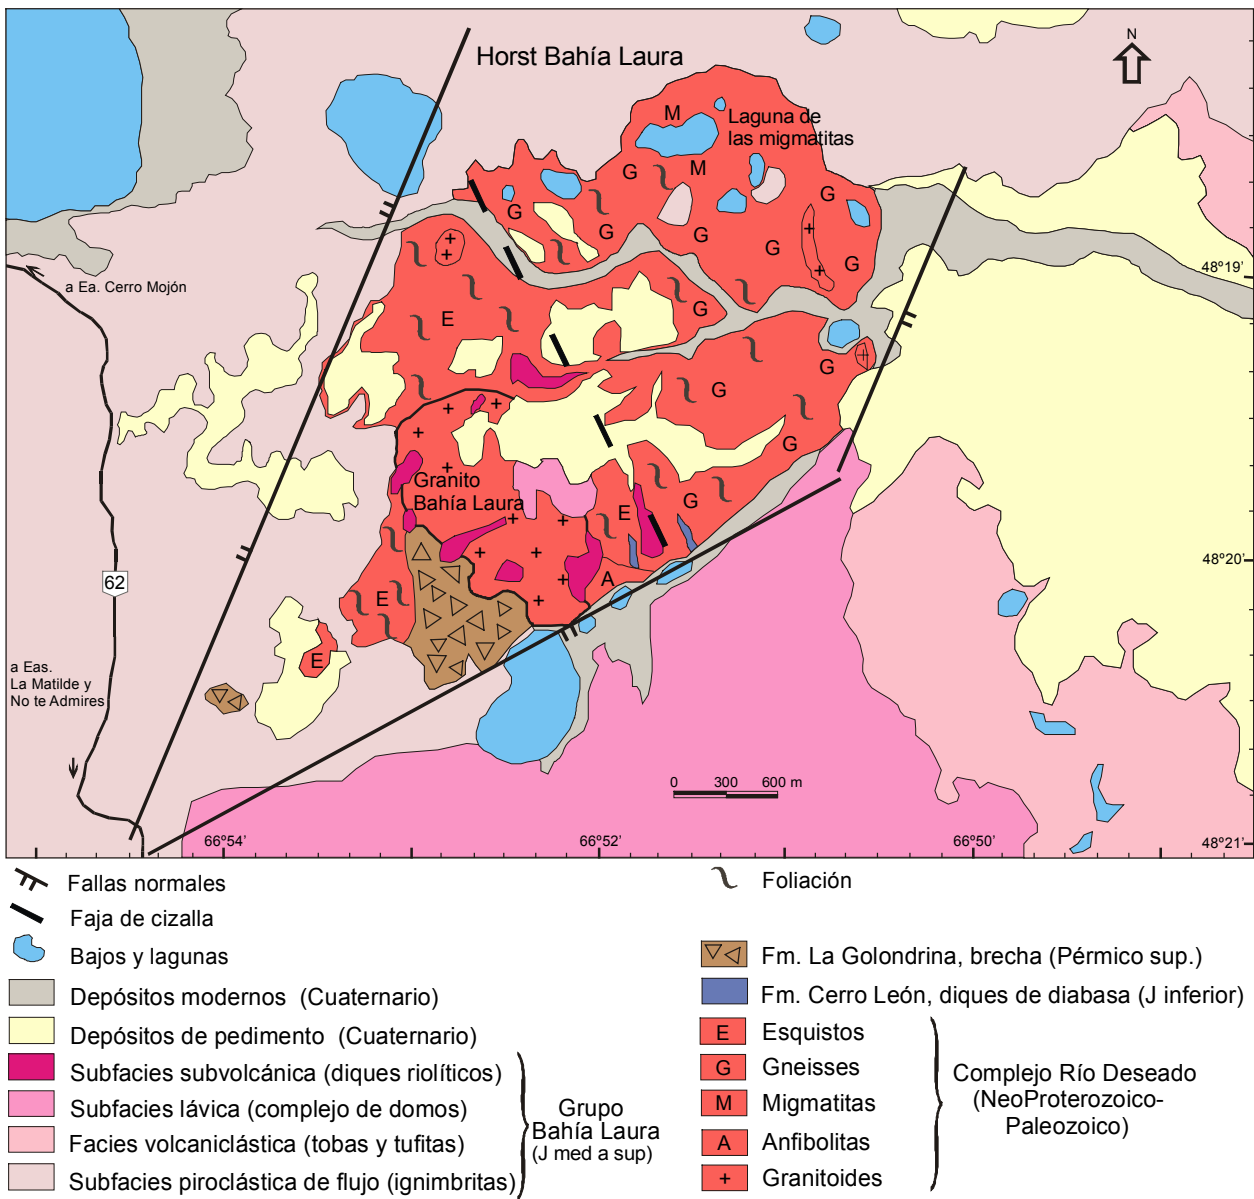 Horst Bahía Laura
N
M
Laguna de
las migmatitas
G
M
G
G
G
G
G
G
48º19'
a Ea. Cerro Mojón
E
G
G
G
G
Granito
Bahía Laura
G
E
48º20'
62
A
E
E
a Eas.
La Matilde y
No te Admires
0 300 600 m
66º54'
66º52'
66º50'
48º21'
Fallas normales
Faja de cizalla
Bajos y lagunas
Depósitos modernos (Cuaternario)
Depósitos de pedimento (Cuaternario)
Subfacies subvolcánica (diques riolíticos)
Subfacies lávica (complejo de domos)
Facies volcaniclástica (tobas y tufitas)
Subfacies piroclástica de flujo (ignimbritas)
Grupo
Bahía Laura
(J med a sup)
Foliación
Fm. La Golondrina, brecha (Pérmico sup.)
Fm. Cerro León, diques de diabasa (J inferior)
E Esquistos
G Gneisses
M Migmatitas
A Anfibolitas
+ Granitoides
Complejo Río Deseado
(NeoProterozoico-
Paleozoico)